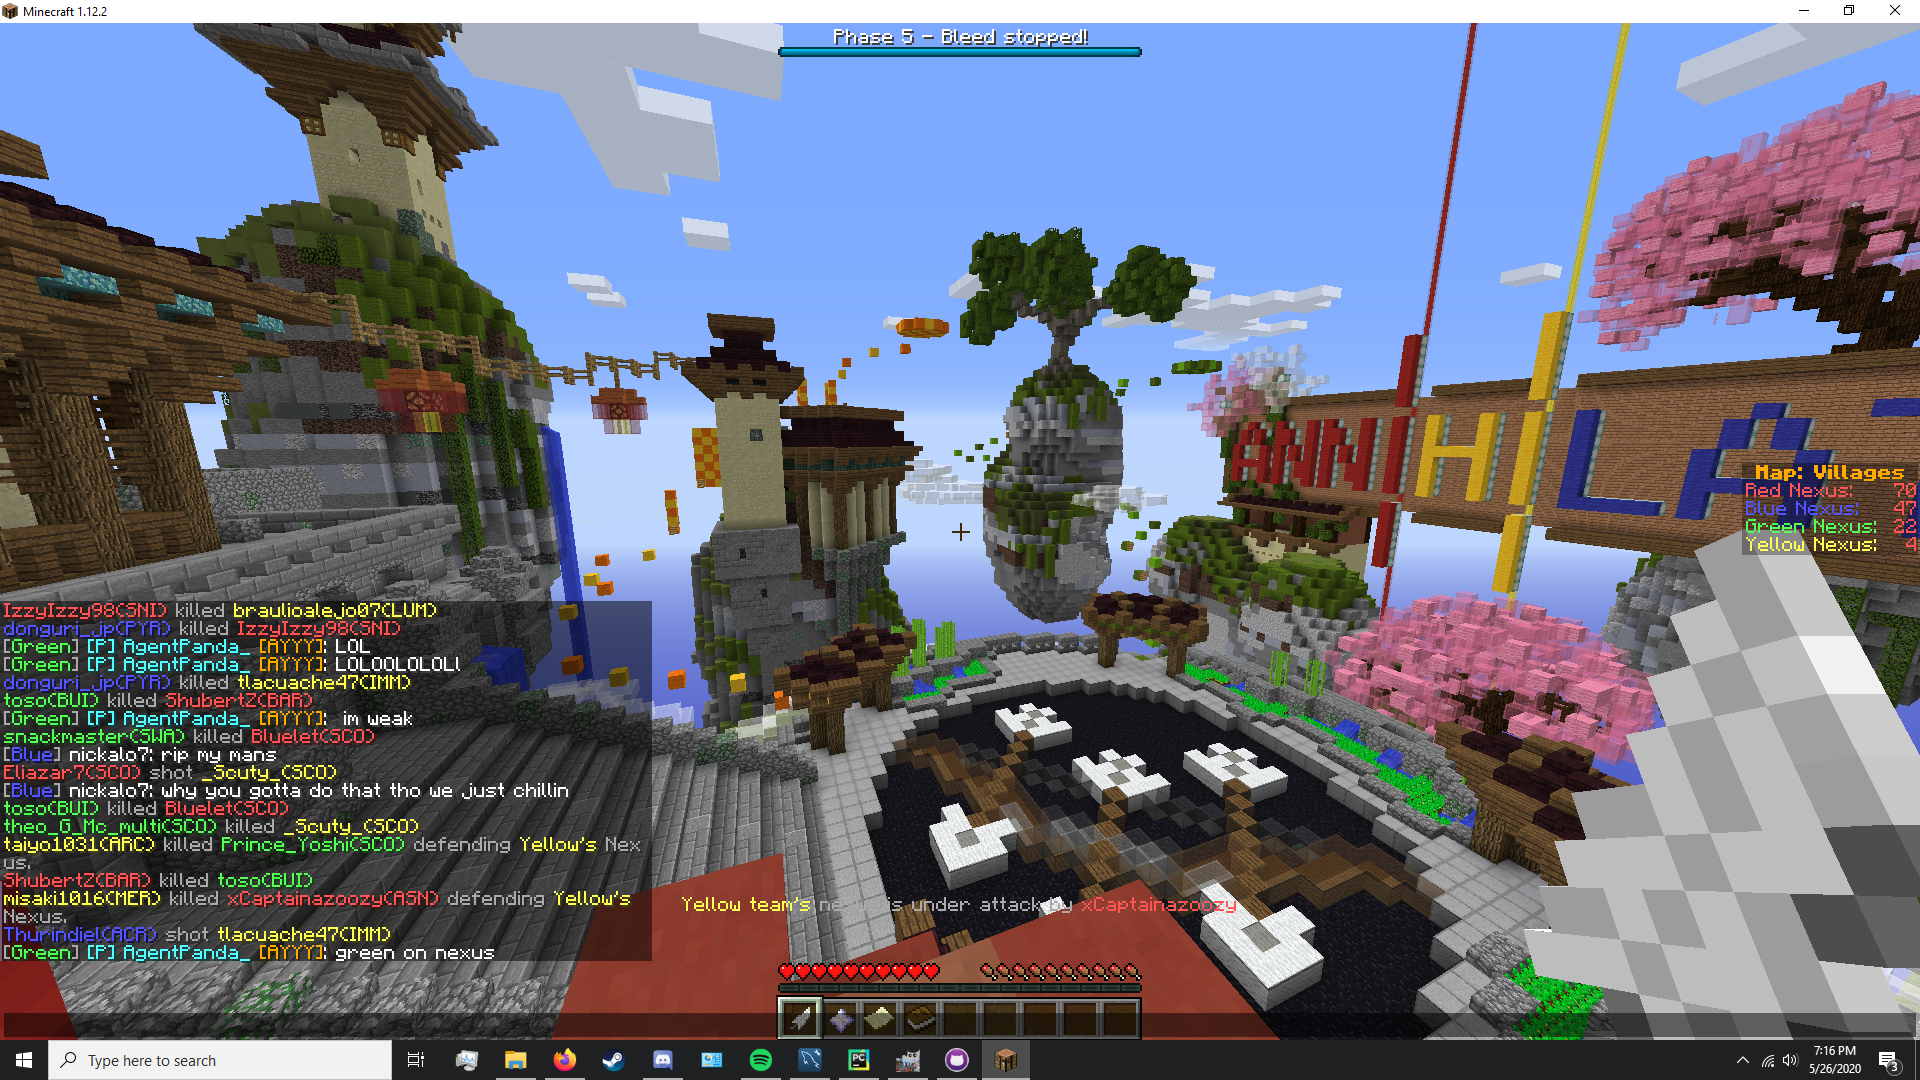 Minecraft 1.12.2
Phase 5 - Bleed stopped!
ANNIHILAT
Map: Villages
Red Nexus: 70
Blue Nexus: 47
Green Nexus: 22
Yellow Nexus: 4
IzzyIzzy98(SNI) killed braulioalejo07(LUM)
donguri_jp(PYR) killed IzzyIzzy98(SNI)
[Green] [P] AgentPanda_ [AYYY]: LOL
[Green] [P] AgentPanda_ [AYYY]: LOLOOLOLOLl
donguri_jp(PYR) killed tlacuache47(IMM)
toso(BUI) killed ShubertZ(BAR)
[Green] [P] AgentPanda_ [AYYY]: im weak
snackmaster(SWA) killed Bluelet(SCO)
[Blue] nickalo7: rip my mans
Eliazar7(SCO) shot _Scuty_(SCO)
[Blue] nickalo7: why you gotta do that tho we just chillin
toso(BUI) killed Bluelet(SCO)
theo_G_Mc_multi(SCO) killed _Scuty_(SCO)
taiyo1031(ARC) killed Prince_Yoshi(SCO) defending Yellow's Nex
us.
ShubertZ(BAR) killed toso(BUI)
misaki1016(MER) killed xCaptainazoozy(ASN) defending Yellow's
Nexus.
Thurindiel(ACR) shot tlacuache47(IMM)
[Green] [P] AgentPanda_ [AYYY]: green on nexus
Yellow team's nexus is under attack by xCaptainazoozy
Type here to search
PC
7:16 PM
5/26/2020
3